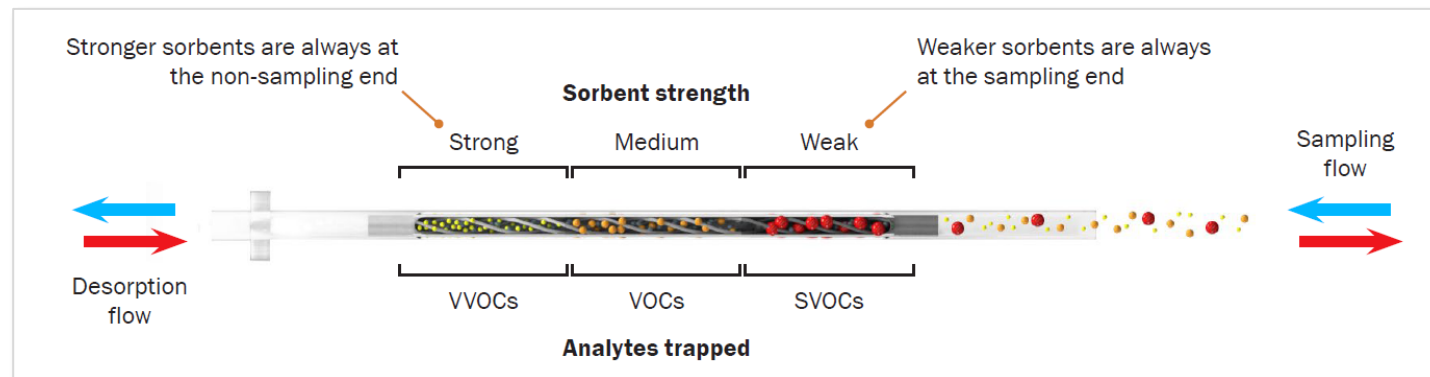 Stronger sorbents are always at
the non-sampling end
Weaker sorbents are always
at the sampling end
Sorbent strength
Strong
Medium
Weak
Sampling
flow
Desorption
flow
VVOCs
VOCs
SVOCs
Analytes trapped